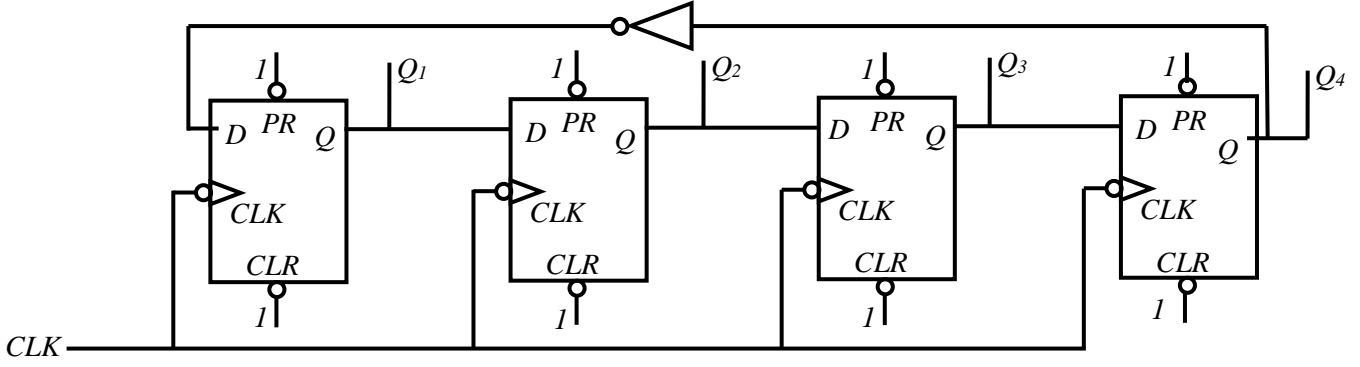 1 Q1 1 Q2 1 Q3 1 Q4
D PR Q D PR Q D PR Q D PR Q
CLK CLK CLK CLK
CLR CLR CLR CLR
1 1 1 1
CLK